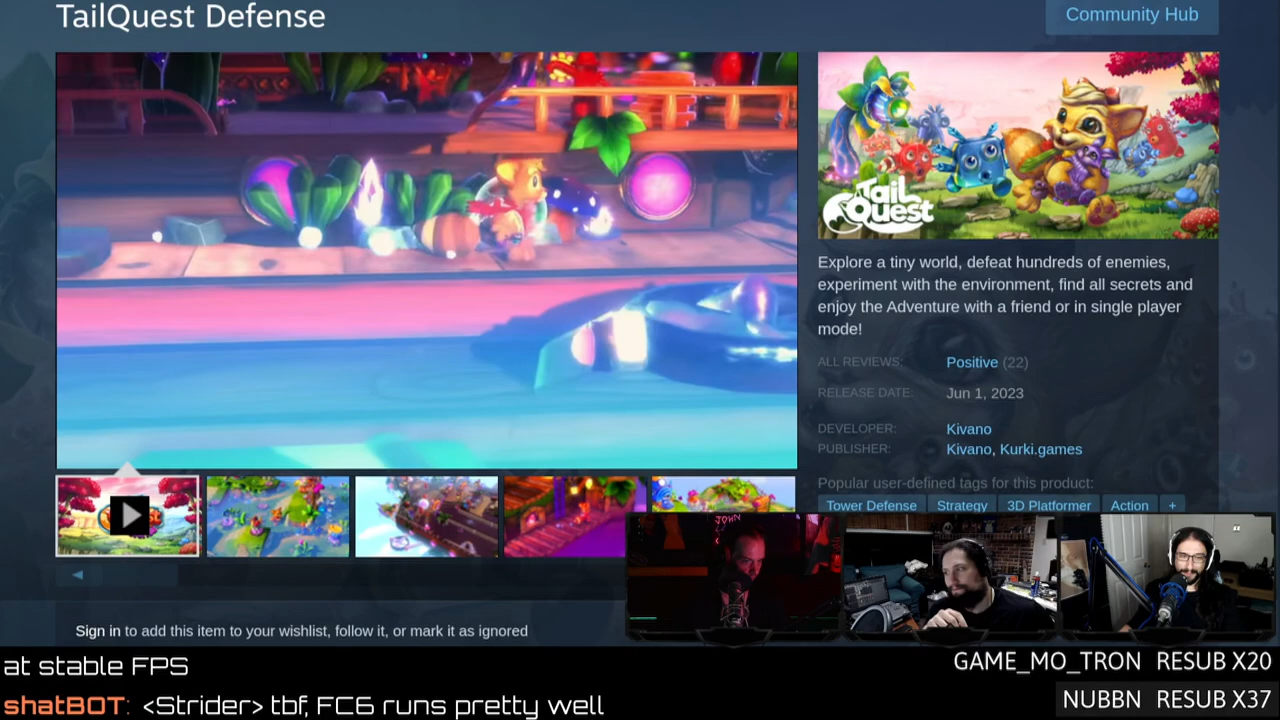 TailQuest Defense
Community Hub
Tail
Quest
Explore a tiny world, defeat hundreds of enemies,
experiment with the environment, find all secrets and
enjoy the Adventure with a friend or in single player
mode!
ALL REVIEWS: Positive (22)
RELEASE DATE: Jun 1, 2023
DEVELOPER: Kivano
PUBLISHER: Kivano, Kurki.games
Popular user-defined tags for this product:
Tower Defense Strategy 3D Platformer Action +
JOHN
Sign in to add this item to your wishlist, follow it, or mark it as ignored
at stable FPS
GAME_MO_TRON RESUB X20
shatBOT: <Strider> tbf, FC6 runs pretty well
NUBBN RESUB X37